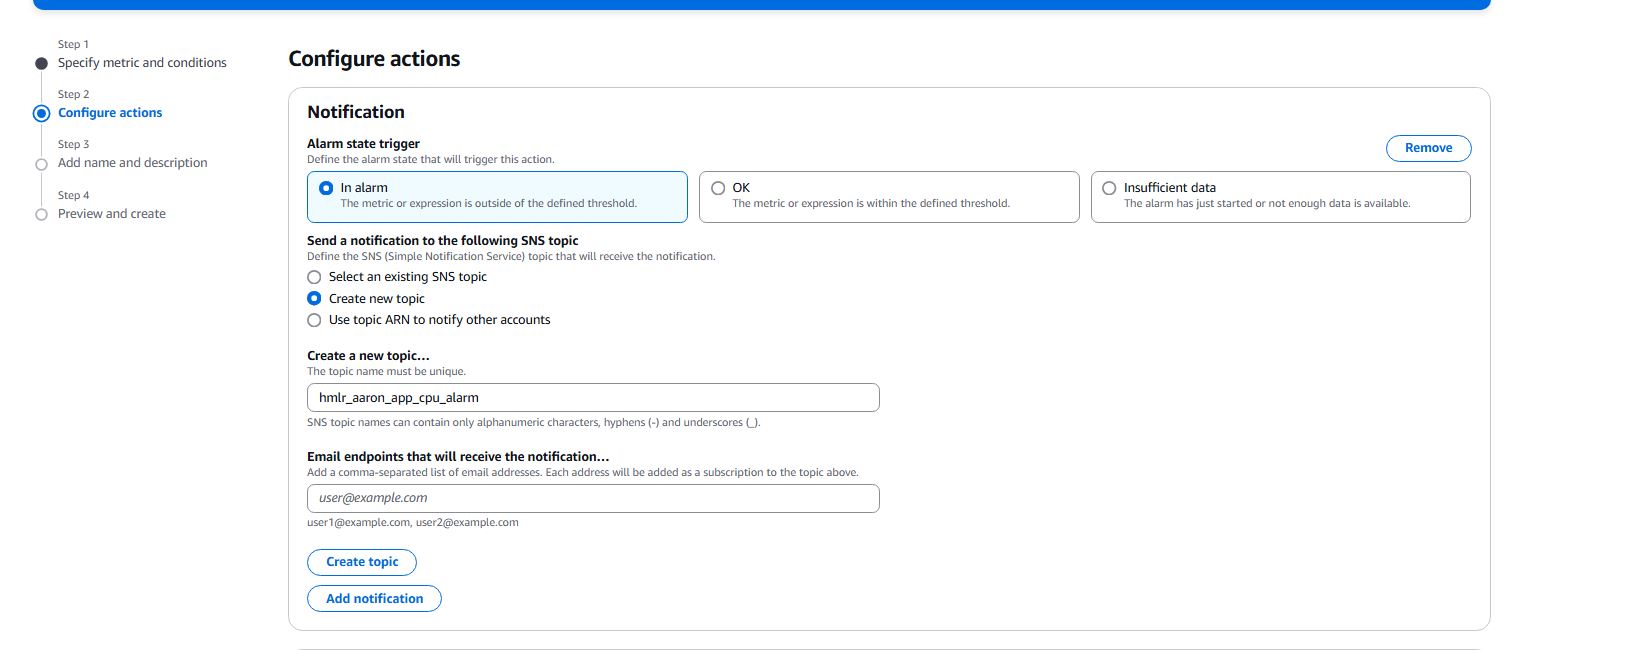 Step 1
Specify metric and conditions
Step 2
Configure actions
Step 3
Add name and description
Step 4
Preview and create
Configure actions
Notification
Alarm state trigger
Define the alarm state that will trigger this action.
Remove
In alarm
The metric or expression is outside of the defined threshold.
OK
The metric or expression is within the defined threshold.
Insufficient data
The alarm has just started or not enough data is available.
Send a notification to the following SNS topic
Define the SNS (Simple Notification Service) topic that will receive the notification.
Select an existing SNS topic
Create new topic
Use topic ARN to notify other accounts
Create a new topic…
The topic name must be unique.
hmlr_aaron_app_cpu_alarm
SNS topic names can contain only alphanumeric characters, hyphens (-) and underscores (_).
Email endpoints that will receive the notification…
Add a comma-separated list of email addresses. Each address will be added as a subscription to the topic above.
user@example.com
user1@example.com, user2@example.com
Create topic
Add notification